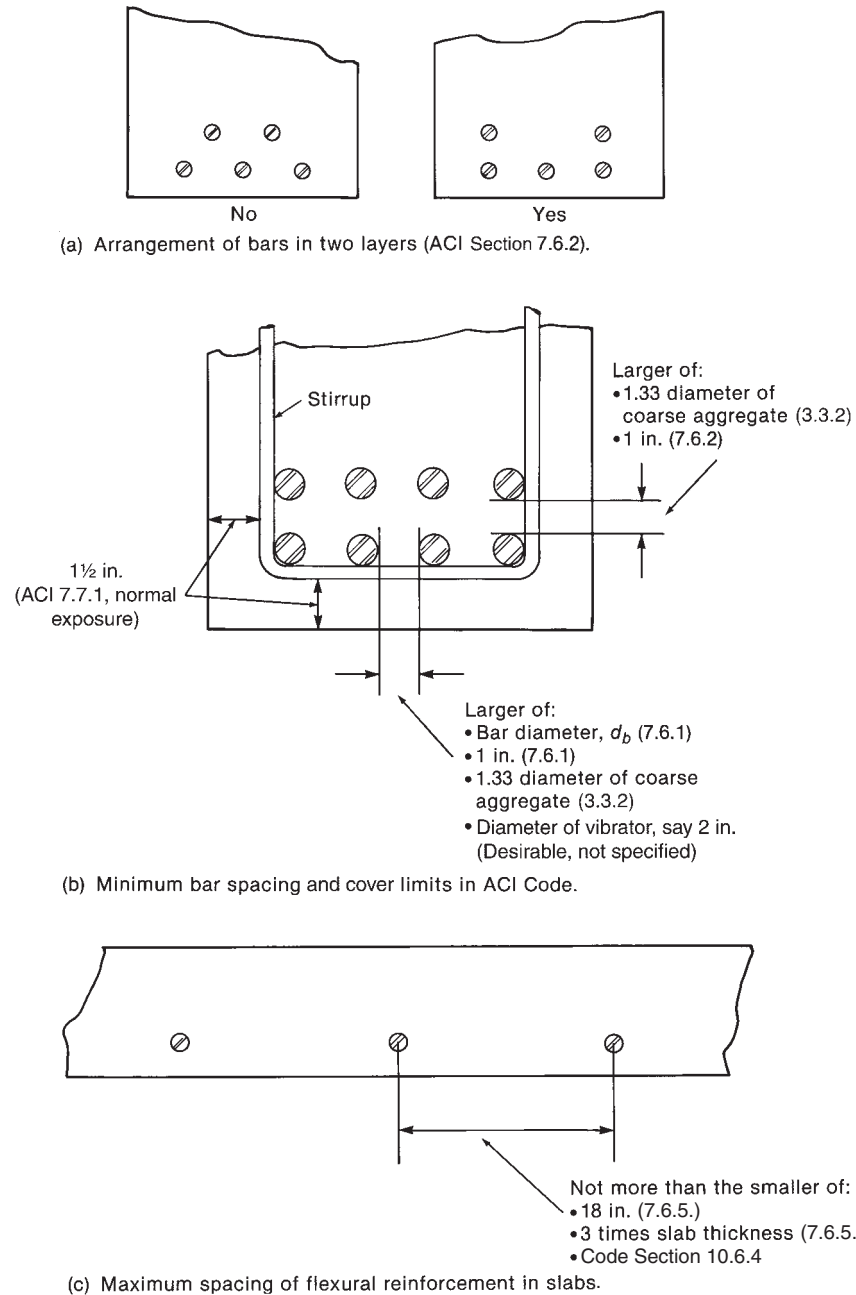 No
Yes
(a) Arrangement of bars in two layers (ACI Section 7.6.2).
Stirrup
Larger of:
•1.33 diameter of
coarse aggregate (3.3.2)
•1 in. (7.6.2)
1½ in.
(ACI 7.7.1, normal
exposure)
Larger of:
• Bar diameter, d_b (7.6.1)
•1 in. (7.6.1)
•1.33 diameter of coarse
aggregate (3.3.2)
• Diameter of vibrator, say 2 in.
(Desirable, not specified)
(b) Minimum bar spacing and cover limits in ACI Code.
Not more than the smaller of:
•18 in. (7.6.5.)
•3 times slab thickness (7.6.5.
•Code Section 10.6.4
(c) Maximum spacing of flexural reinforcement in slabs.